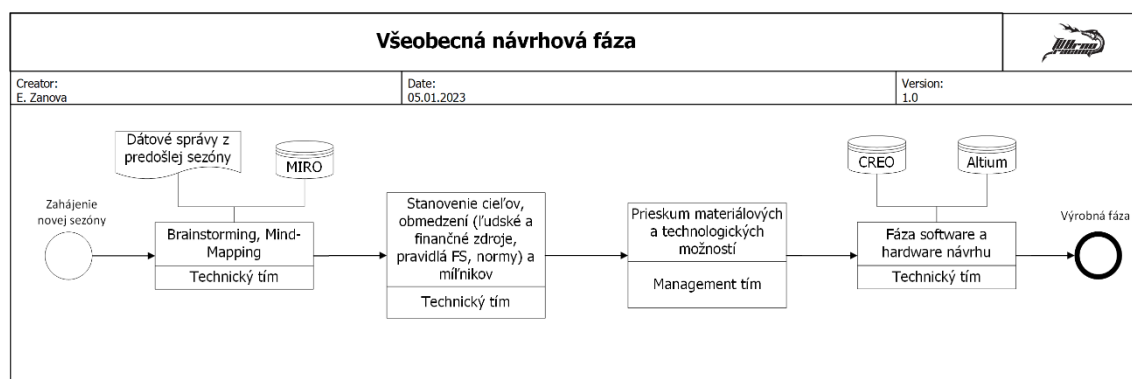 Všeobecná návrhová fáza
Creator:
E. Zanova
Date:
05.01.2023
Version:
1.0
Dátové správy z
predošlej sezóny
MIRO
CREO
Altium
Zahájenie
novej sezóny
Brainstorming, Mind-
Mapping
Technický tím
Stanovenie cieľov,
obmedzení (ľudské a
finančné zdroje,
pravidlá FS, normy) a
míľnikov
Technický tím
Prieskum materiálových
a technologických
možností
Management tím
Fáza software a
hardware návrhu
Technický tím
Výrobná fáza